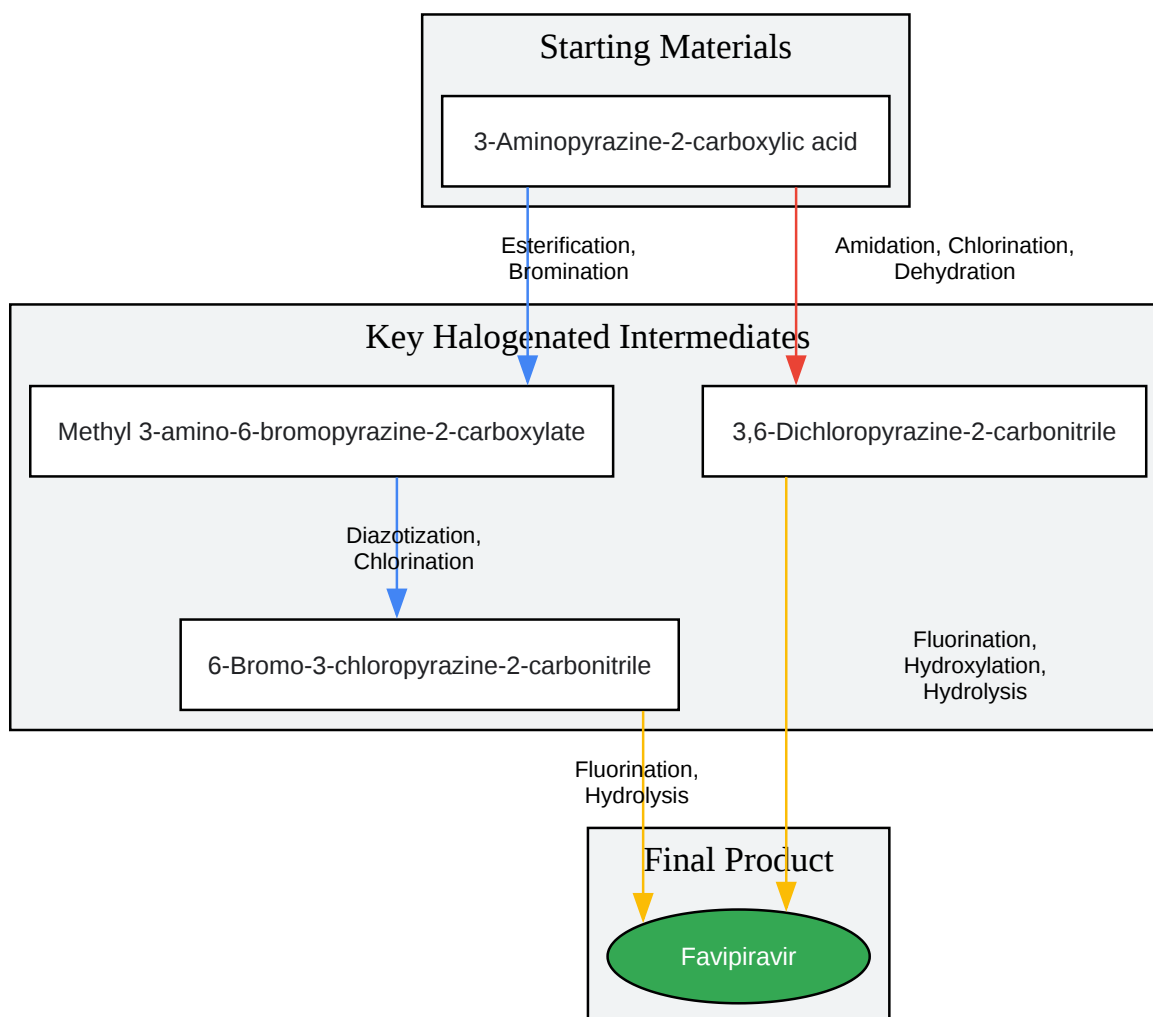 Starting Materials
3-Aminopyrazine-2-carboxylic acid
Esterification,
Bromination
Amidation, Chlorination,
Dehydration
Key Halogenated Intermediates
Methyl 3-amino-6-bromopyrazine-2-carboxylate
3,6-Dichloropyrazine-2-carbonitrile
Diazotization,
Chlorination
6-Bromo-3-chloropyrazine-2-carbonitrile
Fluorination,
Hydroxylation,
Hydrolysis
Fluorination,
Hydrolysis
Final Product
Favipiravir